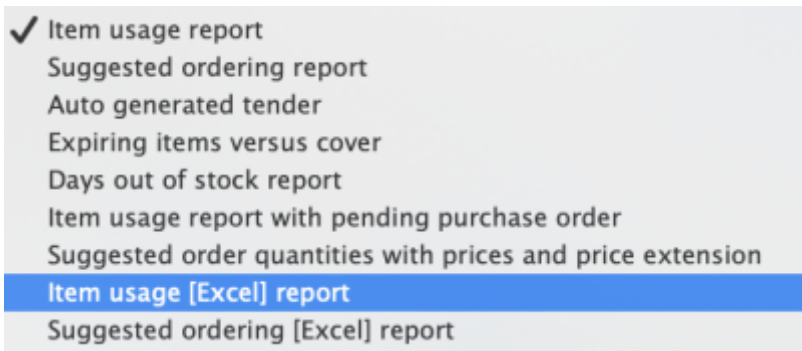 Item usage report
Suggested ordering report
Auto generated tender
Expiring items versus cover
Days out of stock report
Item usage report with pending purchase order
Suggested order quantities with prices and price extension
Item usage [Excel] report
Suggested ordering [Excel] report